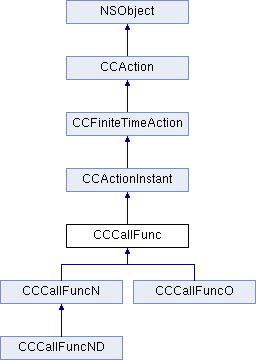 NSObject
CCAction
CCFiniteTimeAction
CCActionInstant
CCCallFunc
CCCallFuncN CCCallFuncO
CCCallFuncND